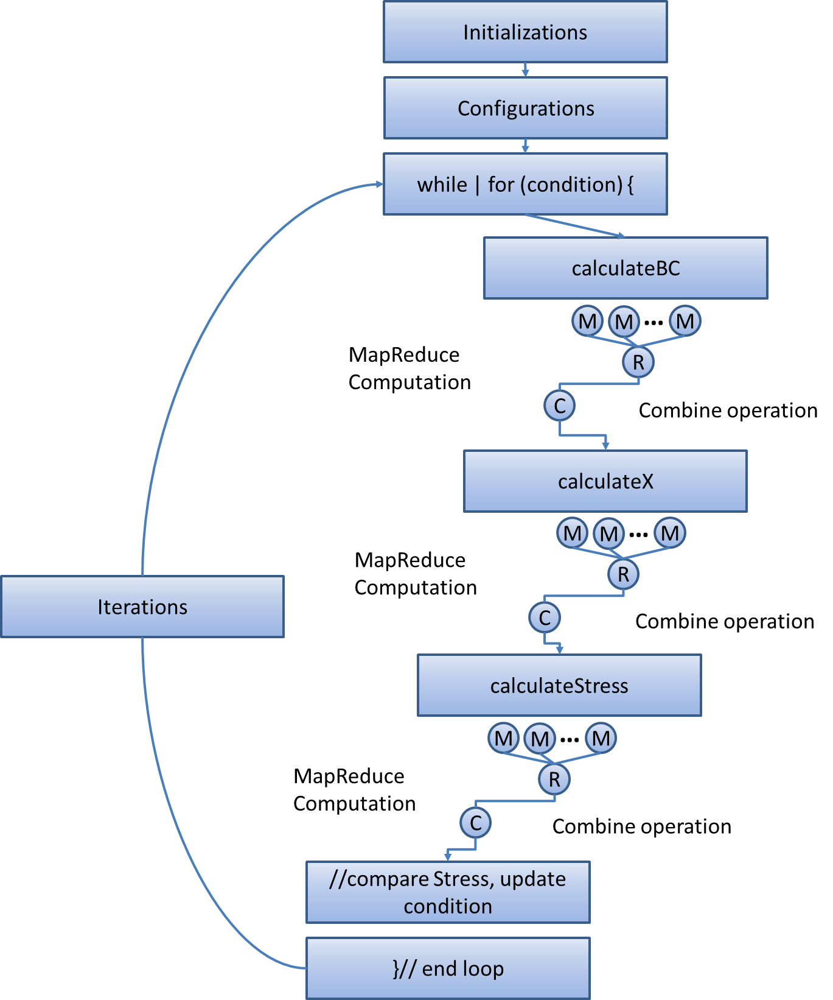 Initializations
Configurations
while | for (condition) {
calculateBC
M M ... M
MapReduce
Computation
R
C
Combine operation
calculateX
M M ... M
MapReduce
Computation
R
C
Combine operation
Iterations
calculateStress
M M ... M
MapReduce
Computation
R
C
Combine operation
//compare Stress, update
condition
}// end loop